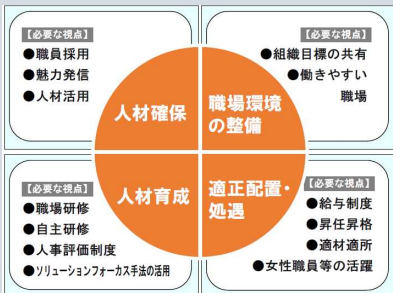 【必要な視点】
●職員採用
●魅力発信
●人材活用
【必要な視点】
●組織目標の共有
●働きやすい
職場
人材確保
職場環境
の整備
人材育成
適正配置・
処遇
【必要な視点】
●職場研修
●自主研修
●人事評価制度
●ソリューションフォーカス手法の活用
【必要な視点】
●給与制度
●昇任昇格
●適材適所
●女性職員等の活躍